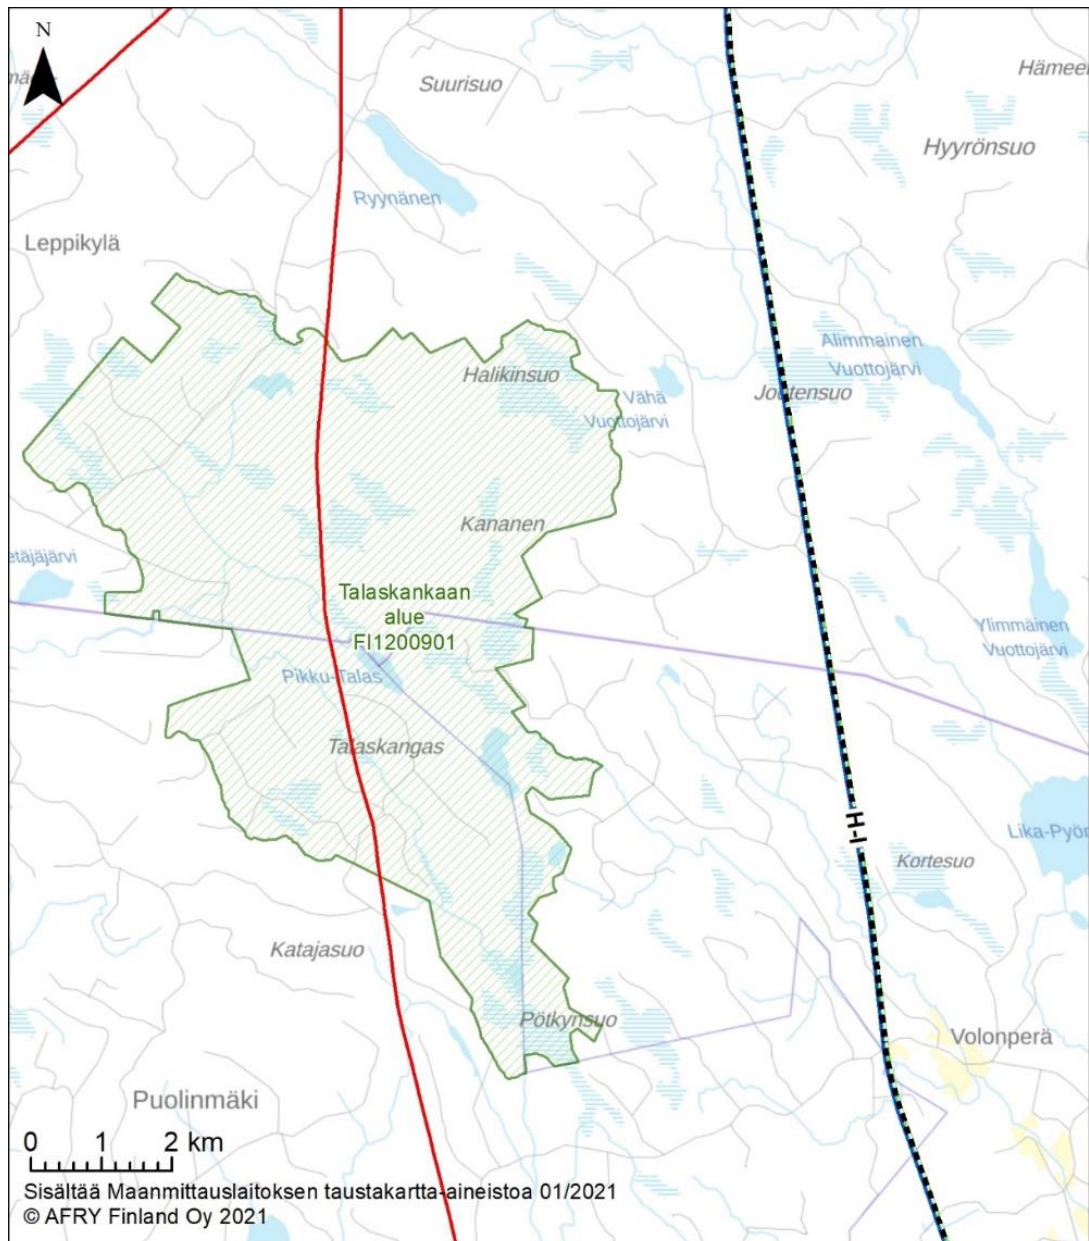 N
Suurisuo
Hyyrönsuo
Ryynänen
Leppikylä
Alimmainen
Vuottojärvi
Halikinsuo
Vähä
Vuottojärvi
Joutensuo
Kananen
Talaskankaan
alue
FI1200901
Ylimmäinen
Vuottojärvi
Pikku-Talas
Talaskangas
H-I
Kortesuo
Katajasuo
Pötkynsuo
Volonperä
Puolinmäki
0 1 2 km
Sisältää Maanmittauslaitoksen taustakartta-aineistoa 01/2021
© AFRY Finland Oy 2021